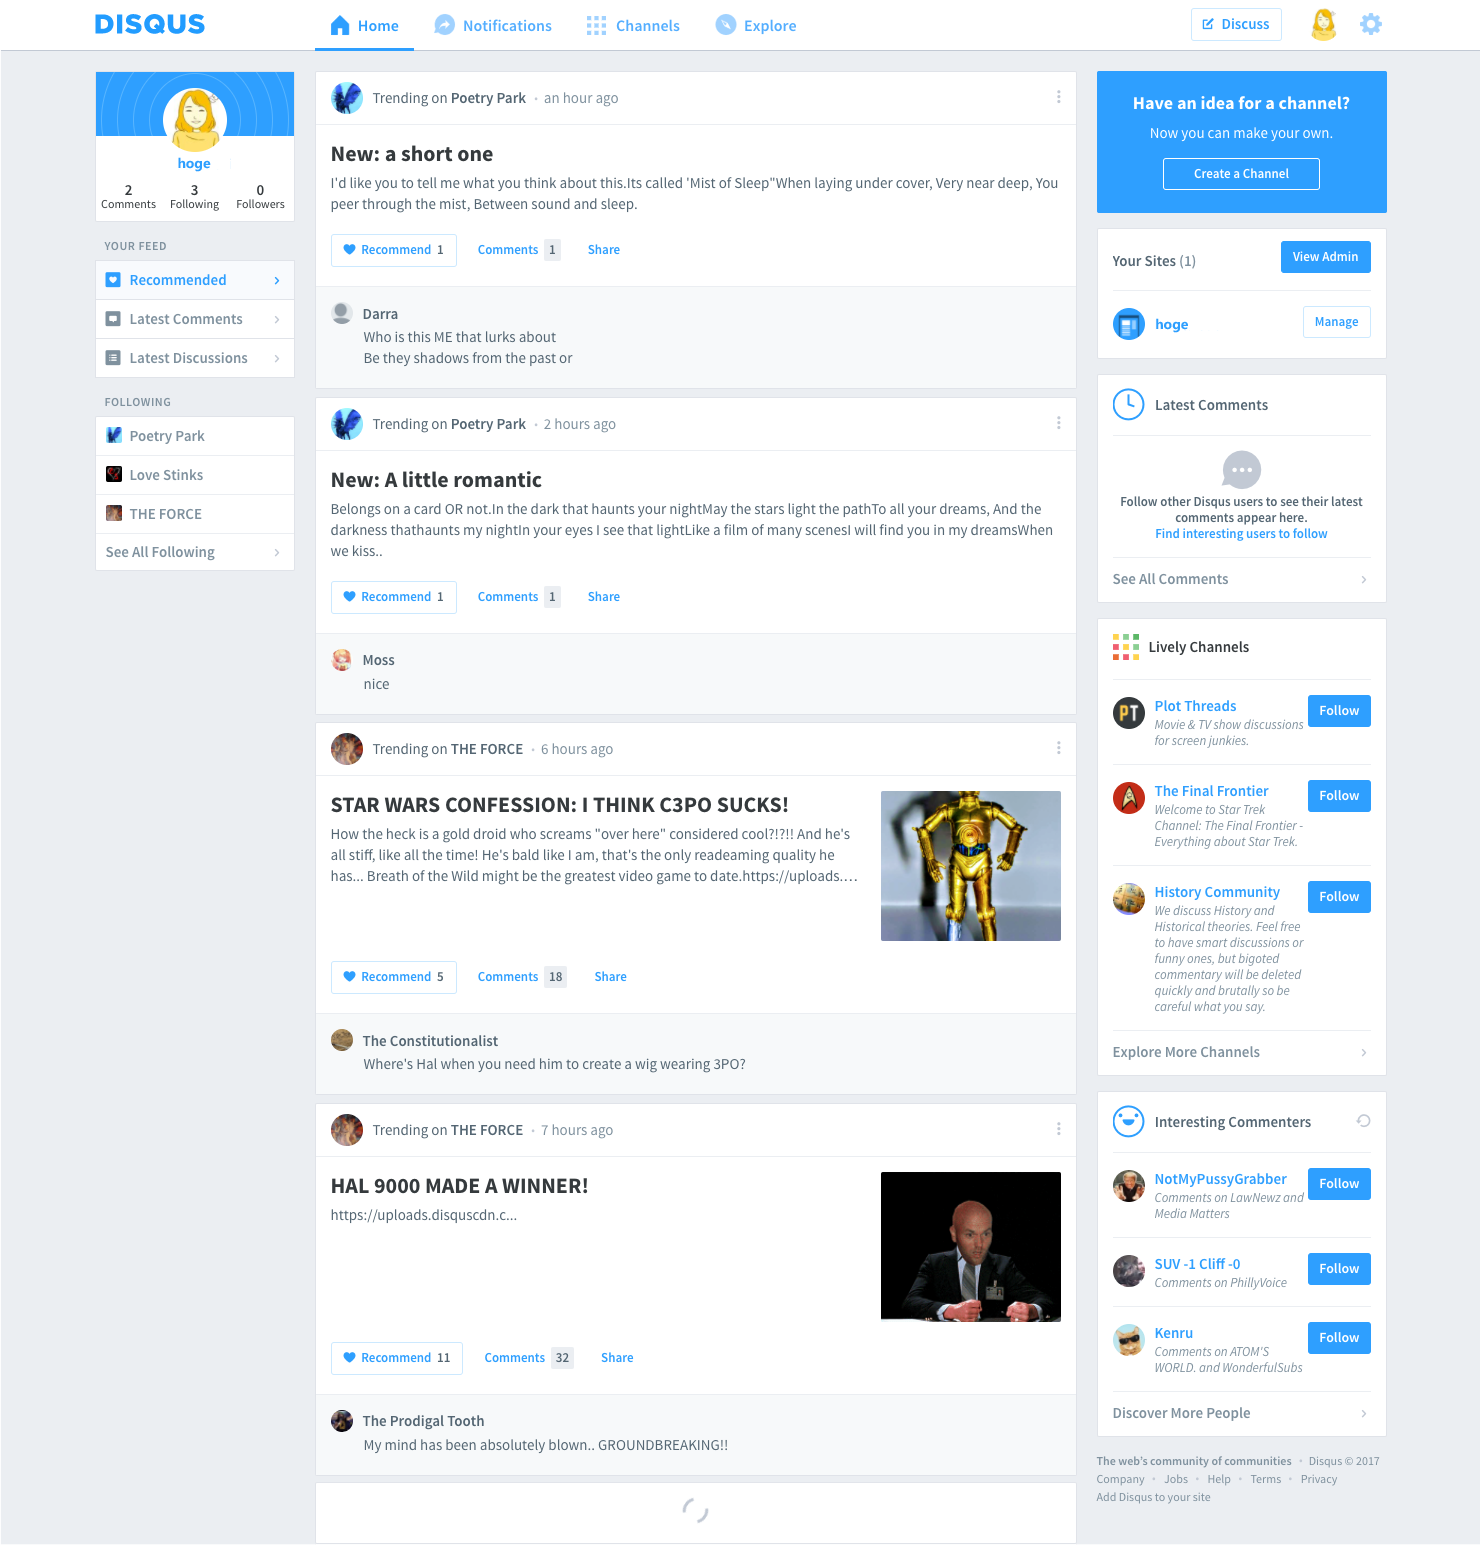 DISQUS
Home
Notifications
Channels
Explore
Discuss
hoge
2 3 0
Comments Following Followers
YOUR FEED
Recommended
Latest Comments
Latest Discussions
FOLLOWING
Poetry Park
Love Stinks
THE FORCE
See All Following
Trending on Poetry Park • an hour ago
New: a short one
I'd like you to tell me what you think about this.Its called 'Mist of Sleep"When laying under cover, Very near deep, You
peer through the mist, Between sound and sleep.
Recommend 1 Comments 1 Share
Darra
Who is this ME that lurks about
Be they shadows from the past or
Trending on Poetry Park • 2 hours ago
New: A little romantic
Belongs on a card OR not.In the dark that haunts your nightMay the stars light the pathTo all your dreams, And the
darkness thathaunts my nightIn your eyes I see that lightLike a film of many scenesI will find you in my dreamsWhen
we kiss..
Recommend 1 Comments 1 Share
Moss
nice
Trending on THE FORCE • 6 hours ago
STAR WARS CONFESSION: I THINK C3PO SUCKS!
How the heck is a gold droid who screams "over here" considered cool?!?!! And he's
all stiff, like all the time! He's bald like I am, that's the only readeaming quality he
has... Breath of the Wild might be the greatest video game to date.https://uploads.…
Recommend 5 Comments 18 Share
The Constitutionalist
Where's Hal when you need him to create a wig wearing 3PO?
Trending on THE FORCE • 7 hours ago
HAL 9000 MADE A WINNER!
https://uploads.disquscdn.c...
Recommend 11 Comments 32 Share
The Prodigal Tooth
My mind has been absolutely blown.. GROUNDBREAKING!!
Have an idea for a channel?
Now you can make your own.
Create a Channel
Your Sites (1)
View Admin
hoge
Manage
Latest Comments
Follow other Disqus users to see their latest
comments appear here.
Find interesting users to follow
See All Comments
Lively Channels
PT
Plot Threads
Follow
Movie & TV show discussions
for screen junkies.
The Final Frontier
Follow
Welcome to Star Trek
Channel: The Final Frontier -
Everything about Star Trek.
History Community
Follow
We discuss History and
Historical theories. Feel free
to have smart discussions or
funny ones, but bigoted
commentary will be deleted
quickly and brutally so be
careful what you say.
Explore More Channels
Interesting Commenters
NotMyPussyGrabber
Follow
Comments on LawNewz and
Media Matters
SUV -1 Cliff -0
Follow
Comments on PhillyVoice
Kenru
Follow
Comments on ATOM'S
WORLD. and WonderfulSubs
Discover More People
The web's community of communities • Disqus © 2017
Company • Jobs • Help • Terms • Privacy
Add Disqus to your site